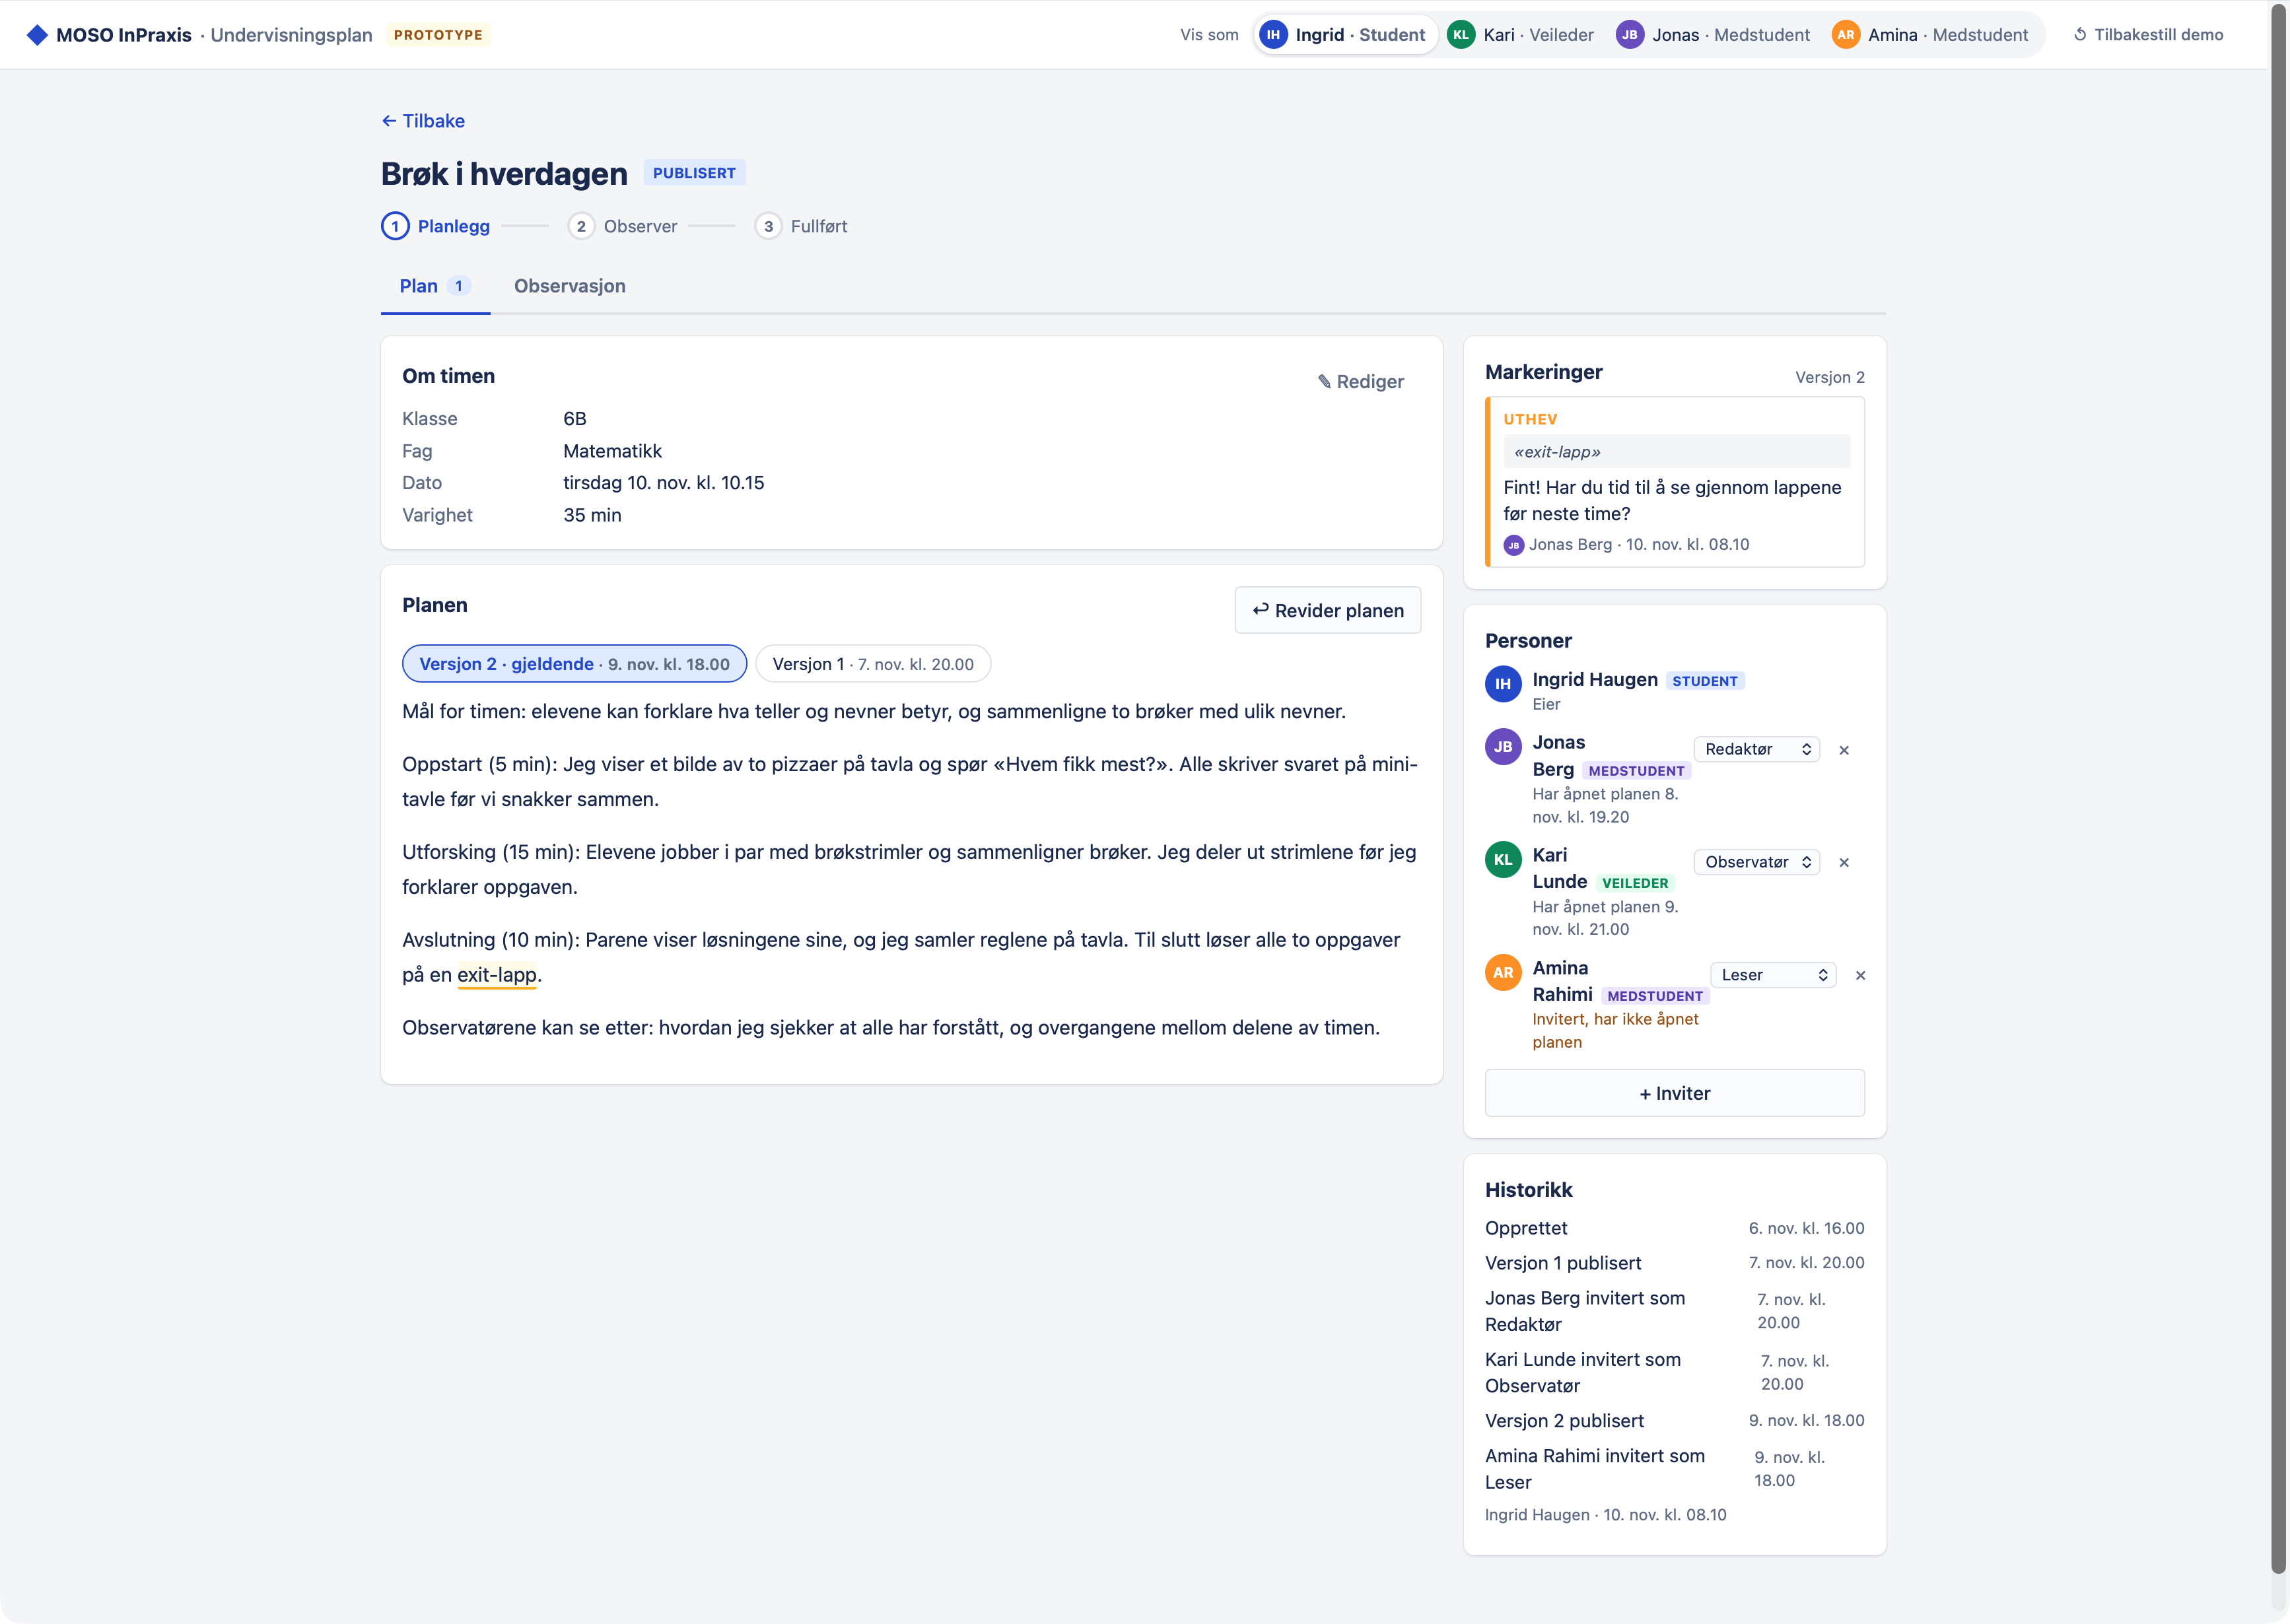 MOSO InPraxis · Undervisningsplan PROTOTYPE
Vis som IH Ingrid · Student KL Kari · Veileder JB Jonas · Medstudent AR Amina · Medstudent Tilbakestill demo
← Tilbake
Brøk i hverdagen PUBLISERT
1 Planlegg 2 Observer 3 Fullført
Plan 1 Observasjon
Om timen
Rediger
Klasse 6B
Fag Matematikk
Dato tirsdag 10. nov. kl. 10.15
Varighet 35 min
Planen
Revider planen
Versjon 2 · gjeldende · 9. nov. kl. 18.00 Versjon 1 · 7. nov. kl. 20.00
Mål for timen: elevene kan forklare hva teller og nevner betyr, og sammenligne to brøker med ulik nevner.
Oppstart (5 min): Jeg viser et bilde av to pizzaer på tavla og spør «Hvem fikk mest?». Alle skriver svaret på mini-
tavle før vi snakker sammen.
Utforsking (15 min): Elevene jobber i par med brøkstrimler og sammenligner brøker. Jeg deler ut strimlene før jeg
forklarer oppgaven.
Avslutning (10 min): Parene viser løsningene sine, og jeg samler reglene på tavla. Til slutt løser alle to oppgaver
på en exit-lapp.
Observatørene kan se etter: hvordan jeg sjekker at alle har forstått, og overgangene mellom delene av timen.
Markeringer Versjon 2
UTHEV
«exit-lapp»
Fint! Har du tid til å se gjennom lappene
før neste time?
JB Jonas Berg · 10. nov. kl. 08.10
Personer
IH Ingrid Haugen STUDENT
Eier
JB Jonas
Berg MEDSTUDENT Redaktør ×
Har åpnet planen 8.
nov. kl. 19.20
KL Kari
Lunde VEILEDER Observatør ×
Har åpnet planen 9.
nov. kl. 21.00
AR Amina
Rahimi MEDSTUDENT Leser ×
Invitert, har ikke åpnet
planen
+ Inviter
Historikk
Opprettet 6. nov. kl. 16.00
Versjon 1 publisert 7. nov. kl. 20.00
Jonas Berg invitert som 7. nov. kl.
Redaktør 20.00
Kari Lunde invitert som 7. nov. kl.
Observatør 20.00
Versjon 2 publisert 9. nov. kl. 18.00
Amina Rahimi invitert som 9. nov. kl.
Leser 18.00
Ingrid Haugen · 10. nov. kl. 08.10